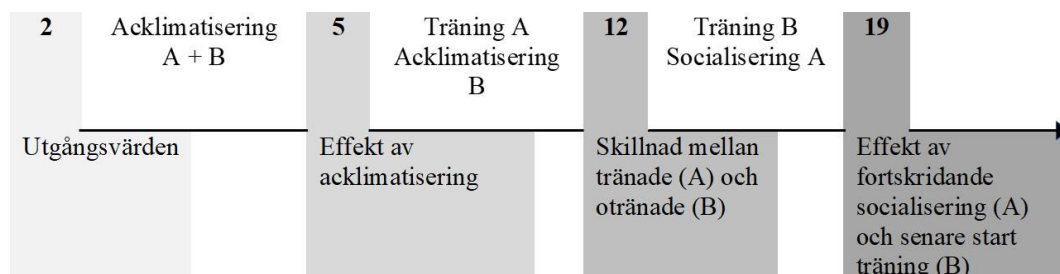 2
Acklimatisering
A + B
5
Träning A
Acklimatisering
B
12
Träning B
Socialisering A
19
Utgångsvärden
Effekt av
acklimatisering
Skillnad mellan
tränade (A) och
otränade (B)
Effekt av
fortskridande
socialisering (A)
och senare start
träning (B)